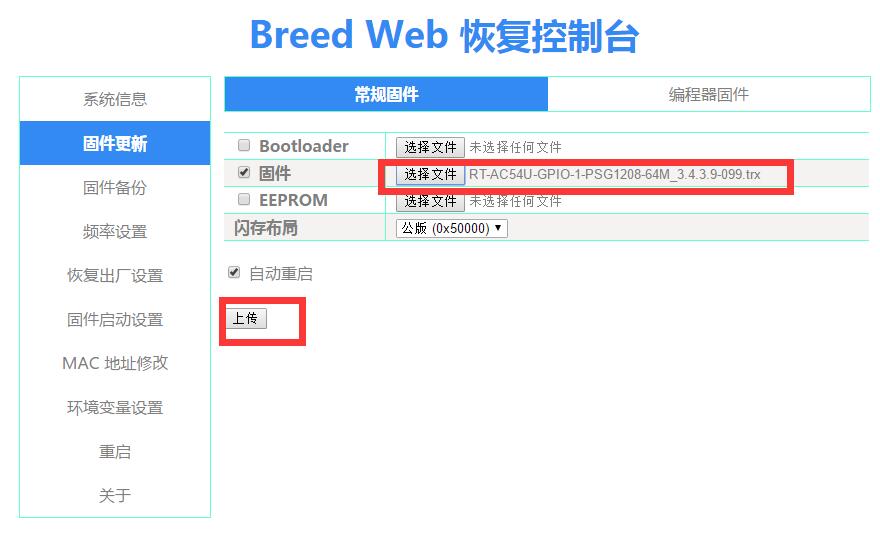 Breed Web 恢复控制台
系统信息
固件更新
固件备份
频率设置
恢复出厂设置
固件启动设置
MAC 地址修改
环境变量设置
重启
关于
常规固件 编程器固件
Bootloader 选择文件 未选择任何文件
固件 选择文件 RT-AC54U-GPIO-1-PSG1208-64M_3.4.3.9-099.trx
EEPROM 选择文件 未选择任何文件
闪存布局 公版 (0x50000)
自动重启
上传